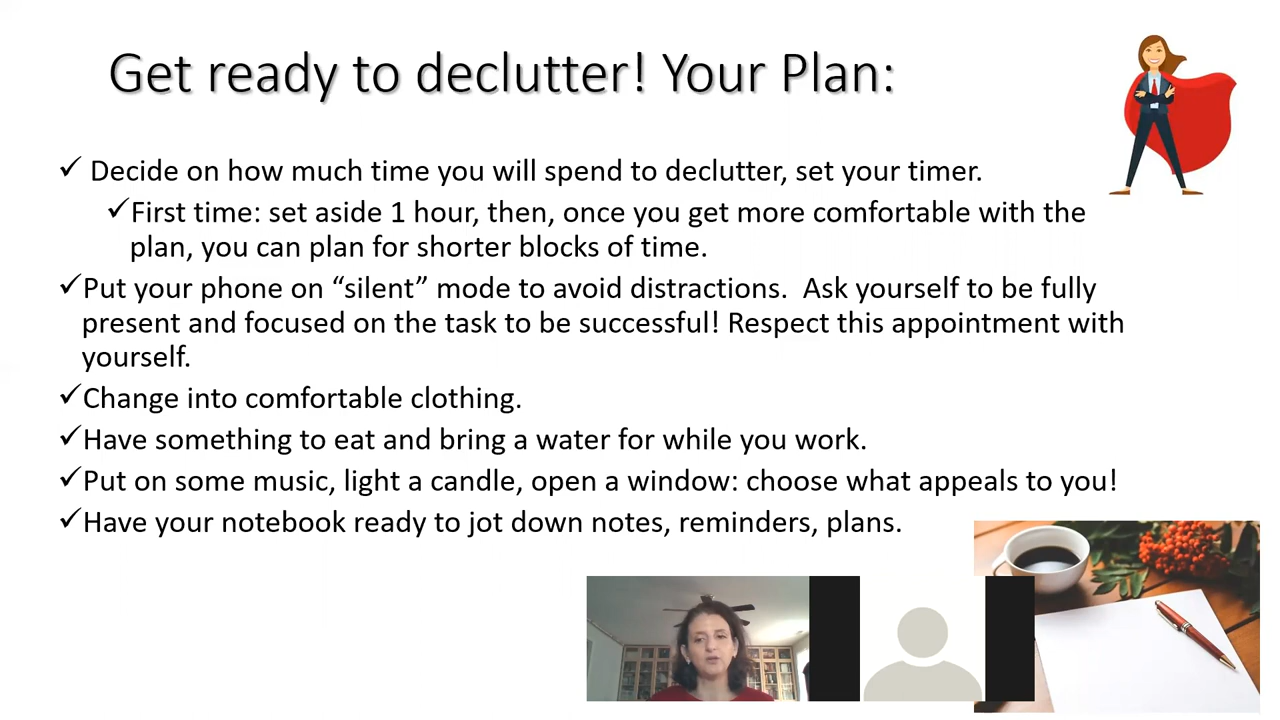 Get ready to declutter! Your Plan:
✓ Decide on how much time you will spend to declutter, set your timer.
✓First time: set aside 1 hour, then, once you get more comfortable with the
plan, you can plan for shorter blocks of time.
✓Put your phone on “silent” mode to avoid distractions.  Ask yourself to be fully
present and focused on the task to be successful! Respect this appointment with
yourself.
✓Change into comfortable clothing.
✓Have something to eat and bring a water for while you work.
✓Put on some music, light a candle, open a window: choose what appeals to you!
✓Have your notebook ready to jot down notes, reminders, plans.